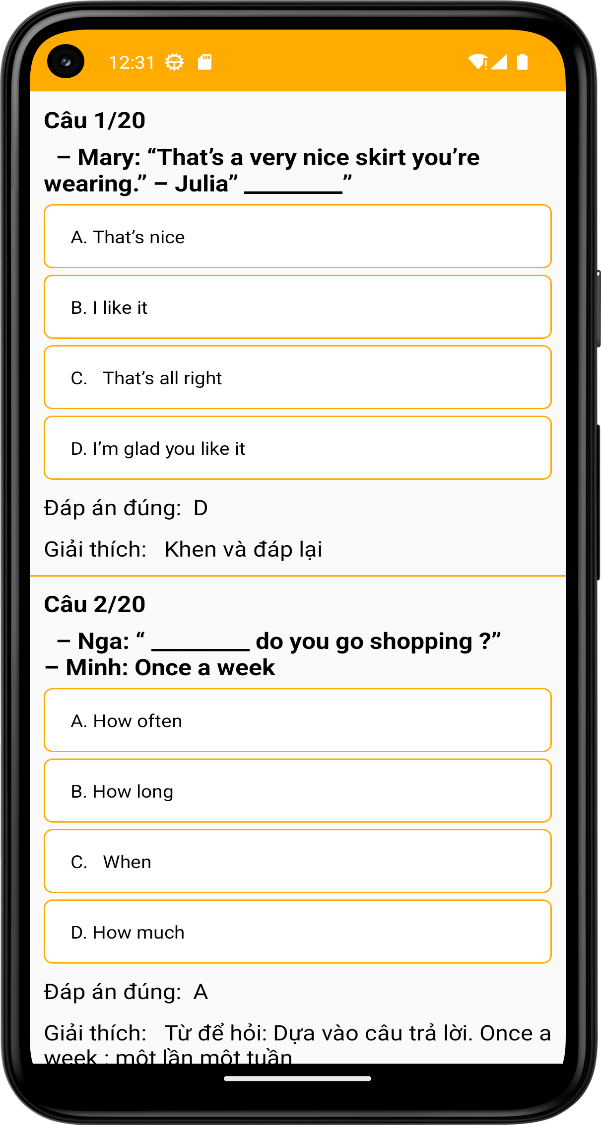 12:31
Câu 1/20
– Mary: “That’s a very nice skirt you’re
wearing.” – Julia” _________”
A. That’s nice
B. I like it
C. That’s all right
D. I’m glad you like it
Đáp án đúng: D
Giải thích: Khen và đáp lại
Câu 2/20
– Nga: “ _________ do you go shopping ?”
– Minh: Once a week
A. How often
B. How long
C. When
D. How much
Đáp án đúng: A
Giải thích: Từ để hỏi: Dựa vào câu trả lời. Once a
week : một lần một tuần